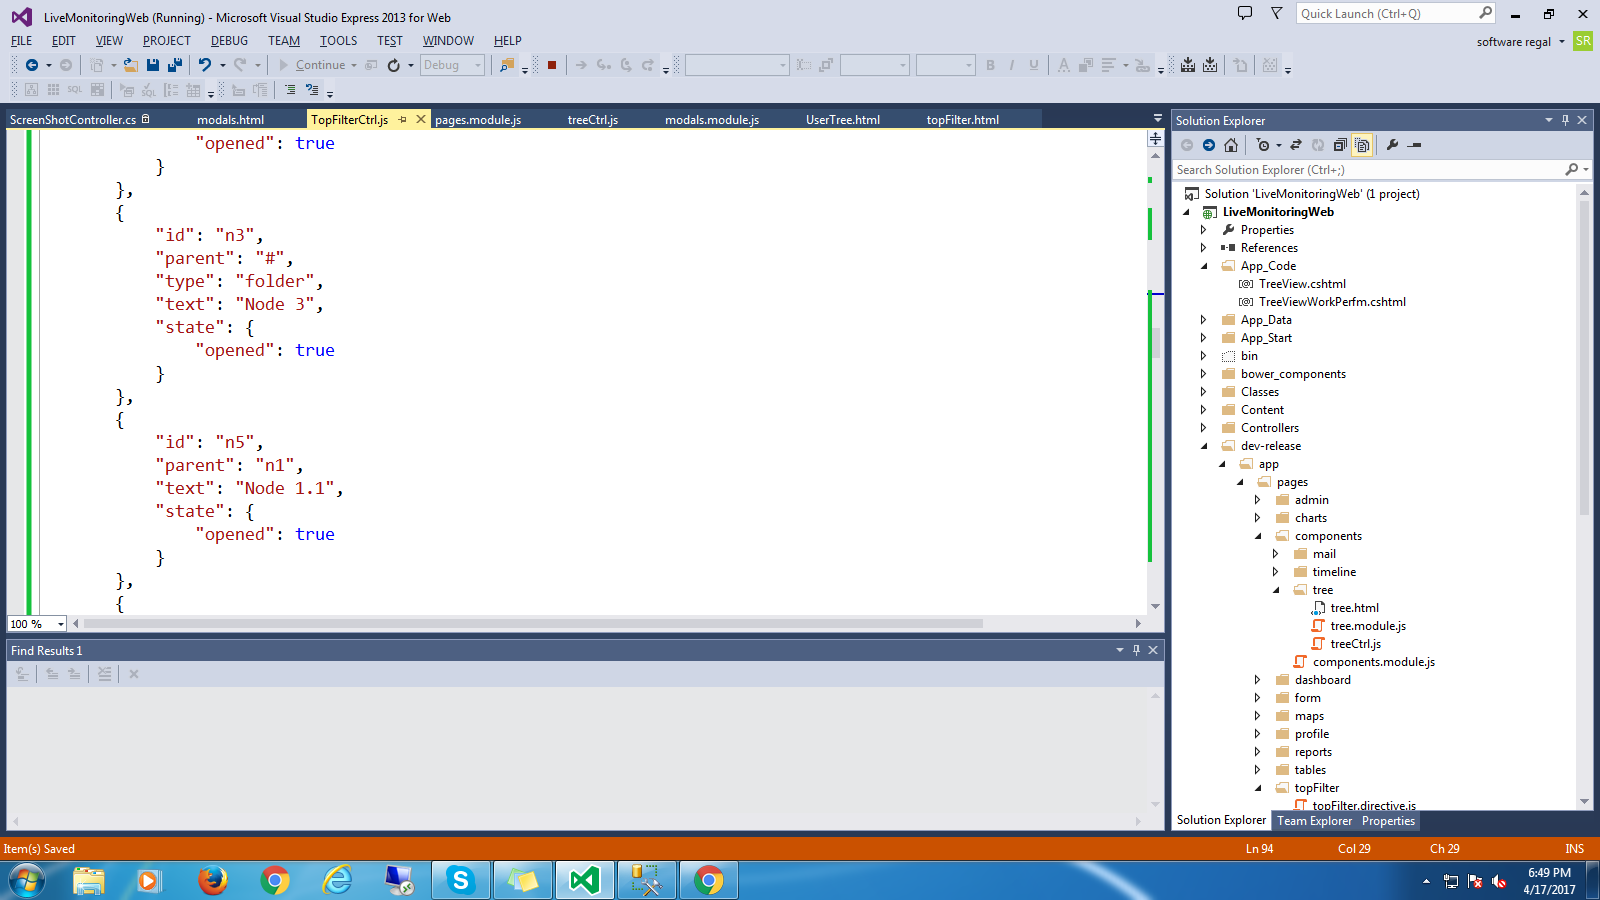 LiveMonitoringWeb (Running) - Microsoft Visual Studio Express 2013 for Web
Quick Launch (Ctrl+Q)
FILE EDIT VIEW PROJECT DEBUG TEAM TOOLS TEST WINDOW HELP
software regal SR
Continue Debug
SQL
SQL
ScreenShotController.cs modals.html TopFilterCtrl.js pages.module.js treeCtrl.js modals.module.js UserTree.html topFilter.html
"opened": true
}
},
{
"id": "n3",
"parent": "#",
"type": "folder",
"text": "Node 3",
"state": {
"opened": true
}
},
{
"id": "n5",
"parent": "n1",
"text": "Node 1.1",
"state": {
"opened": true
}
},
{
100 %
Find Results 1
Solution Explorer
Search Solution Explorer (Ctrl+;)
Solution 'LiveMonitoringWeb' (1 project)
LiveMonitoringWeb
Properties
References
App_Code
TreeView.cshtml
TreeViewWorkPerfm.cshtml
App_Data
App_Start
bin
bower_components
Classes
Content
Controllers
dev-release
app
pages
admin
charts
components
mail
timeline
tree
tree.html
tree.module.js
treeCtrl.js
components.module.js
dashboard
form
maps
profile
reports
tables
topFilter
topFilter.directive.js
Solution Explorer Team Explorer Properties
Item(s) Saved Ln 94 Col 29 Ch 29 INS
6:49 PM
4/17/2017